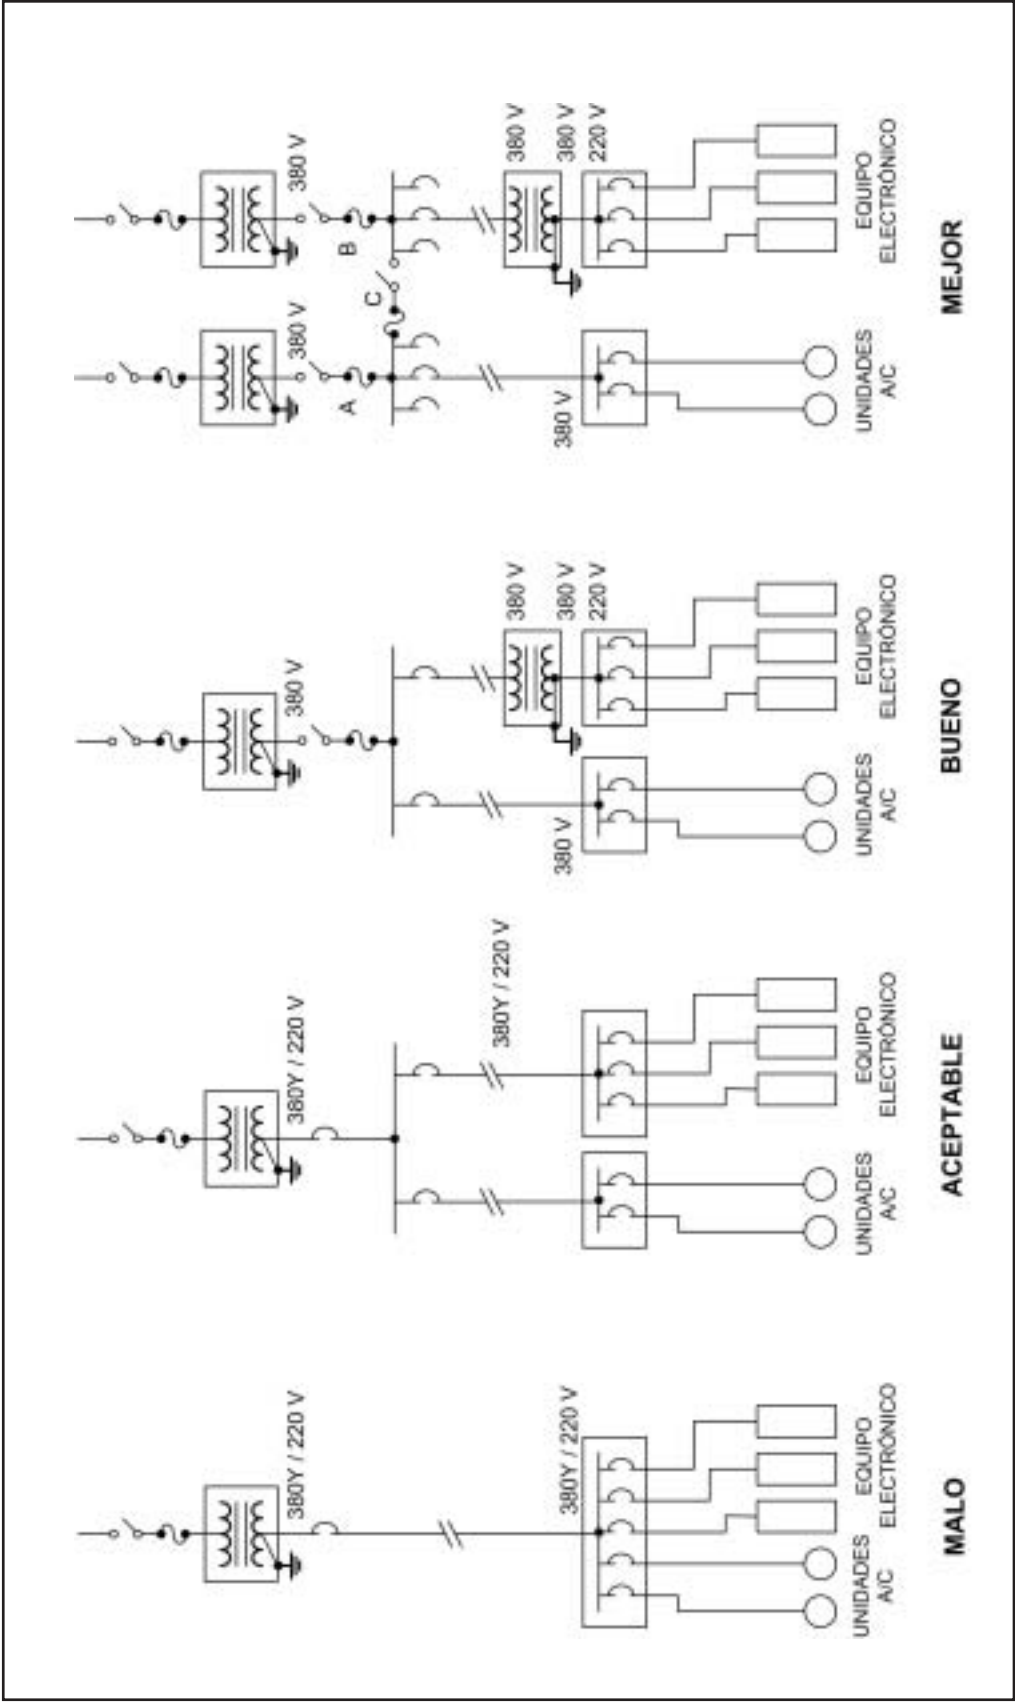 380Y / 220 V
380Y / 220 V
UNIDADES
A/C
EQUIPO
ELECTRÓNICO
MALO
380Y / 220 V
380Y / 220 V
UNIDADES
A/C
EQUIPO
ELECTRÓNICO
ACEPTABLE
380 V
380 V
380 V
380 V
220 V
UNIDADES
A/C
EQUIPO
ELECTRÓNICO
BUENO
380 V
380 V
A
B
C
380 V
380 V
380 V
220 V
UNIDADES
A/C
EQUIPO
ELECTRÓNICO
MEJOR